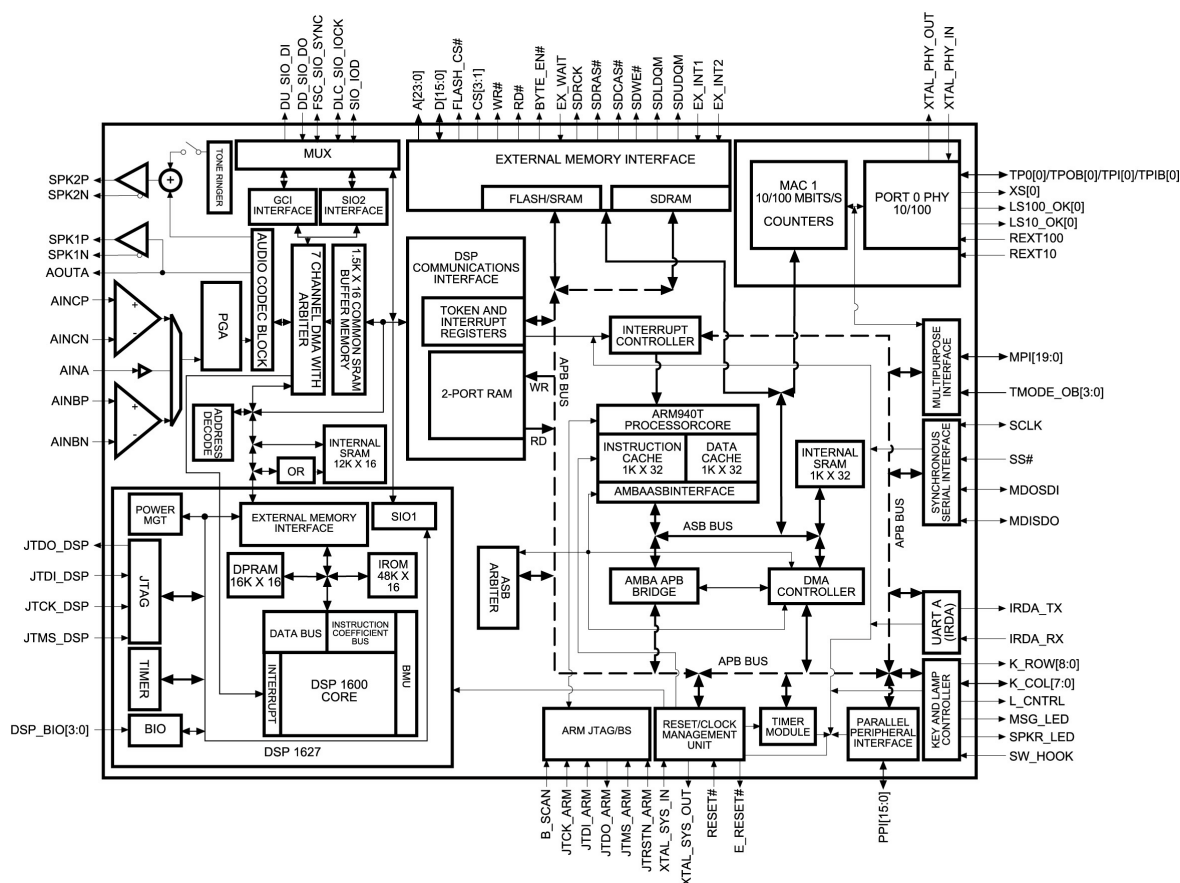 DU_SIO_DI
DD_SIO_DO
FSC_SIO_SYNC
DLC_SIO_IOCK
SIO_IOD
A[23:0]
D[15:0]
FLASH_CS#
CS[3:1]
WR#
RD#
BYTE_EN#
EX_WAIT
SDRCK
SDRAS#
SDCAS#
SDWE#
SDLDQM
SDUDQM
EX_INT1
EX_INT2
XTAL_PHY_OUT
XTAL_PHY_IN
SPK2P
SPK2N
SPK1P
SPK1N
AOUTA
AINCP
AINCN
AINA
AINBP
AINBN
+
TONE RINGER
MUX
GCI
INTERFACE
SIO2
INTERFACE
+
-
+
-
PGA
AUDIO CODEC BLOCK
7 CHANNEL DMA WITH
ARBITER
1.5K X 16 COMMON SRAM
BUFFER MEMORY
EXTERNAL MEMORY INTERFACE
FLASH/SRAM
SDRAM
MAC 1
10/100 MBITS/S
COUNTERS
PORT 0 PHY
10/100
TP0[0]/TPOB[0]/TPI[0]/TPIB[0]
XS[0]
LS100_OK[0]
LS10_OK[0]
REXT100
REXT10
DSP
COMMUNICATIONS
INTERFACE
TOKEN AND
INTERRUPT
REGISTERS
2-PORT RAM
WR
RD
APB BUS
INTERRUPT
CONTROLLER
ARM940T
PROCESSORCORE
INSTRUCTION
CACHE
1K X 32
DATA
CACHE
1K X 32
AMBAASBINTERFACE
INTERNAL
SRAM
1K X 32
MULTIPURPOSE
INTERFACE
MPI[19:0]
TMODE_OB[3:0]
SYNCHRONOUS
SERIAL INTERFACE
SCLK
SS#
MDOSDI
MDISDO
APB BUS
ADDRESS
DECODE
INTERNAL
SRAM
12K X 16
OR
POWER
MGT
EXTERNAL MEMORY
INTERFACE
SIO1
ASB BUS
ASB
ARBITER
AMBA APB
BRIDGE
DMA
CONTROLLER
JTDO_DSP
JTDI_DSP
JTCK_DSP
JTMS_DSP
JTAG
DPRAM
16K X 16
IROM
48K X
16
DATA BUS
INSTRUCTION
COEFFICIENT
BUS
BMU
INTERRUPT
DSP 1600
CORE
TIMER
DSP_BIO[3:0]
BIO
DSP 1627
UART A
(IRDA)
IRDA_TX
IRDA_RX
APB BUS
KEY AND LAMP
CONTROLLER
K_ROW[8:0]
K_COL[7:0]
L_CNTRL
MSG_LED
SPKR_LED
SW_HOOK
ARM JTAG/BS
RESET/CLOCK
MANAGEMENT
UNIT
TIMER
MODULE
PARALLEL
PERIPHERAL
INTERFACE
B_SCAN
JTCK_ARM
JTDI_ARM
JTDO_ARM
JTMS_ARM
JTRSTN_ARM
XTAL_SYS_IN
XTAL_SYS_OUT
RESET#
E_RESET#
PPI[15:0]